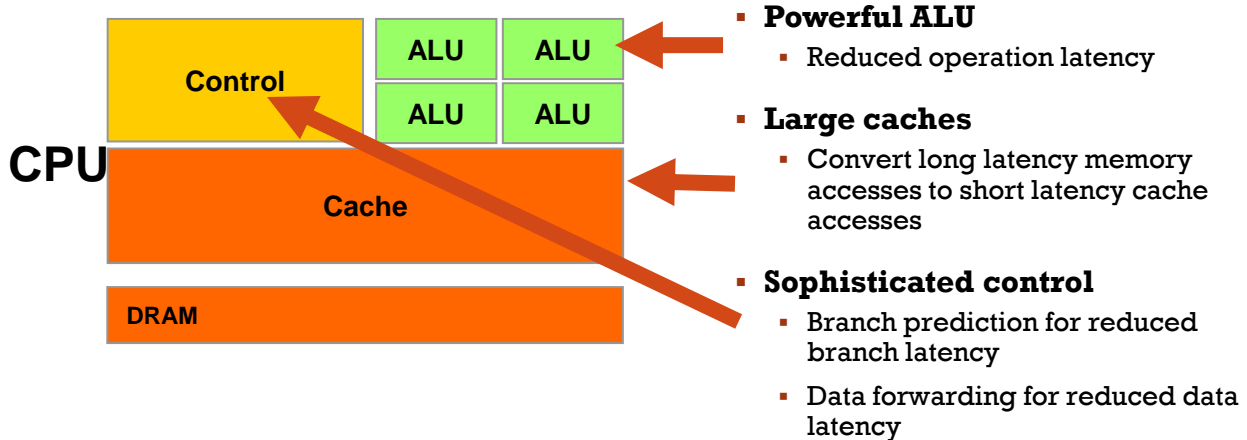 CPU
Control
ALU
ALU
ALU
ALU
Cache
DRAM
▪ Powerful ALU
▪ Reduced operation latency
▪ Large caches
▪ Convert long latency memory
accesses to short latency cache
accesses
▪ Sophisticated control
▪ Branch prediction for reduced
branch latency
▪ Data forwarding for reduced data
latency